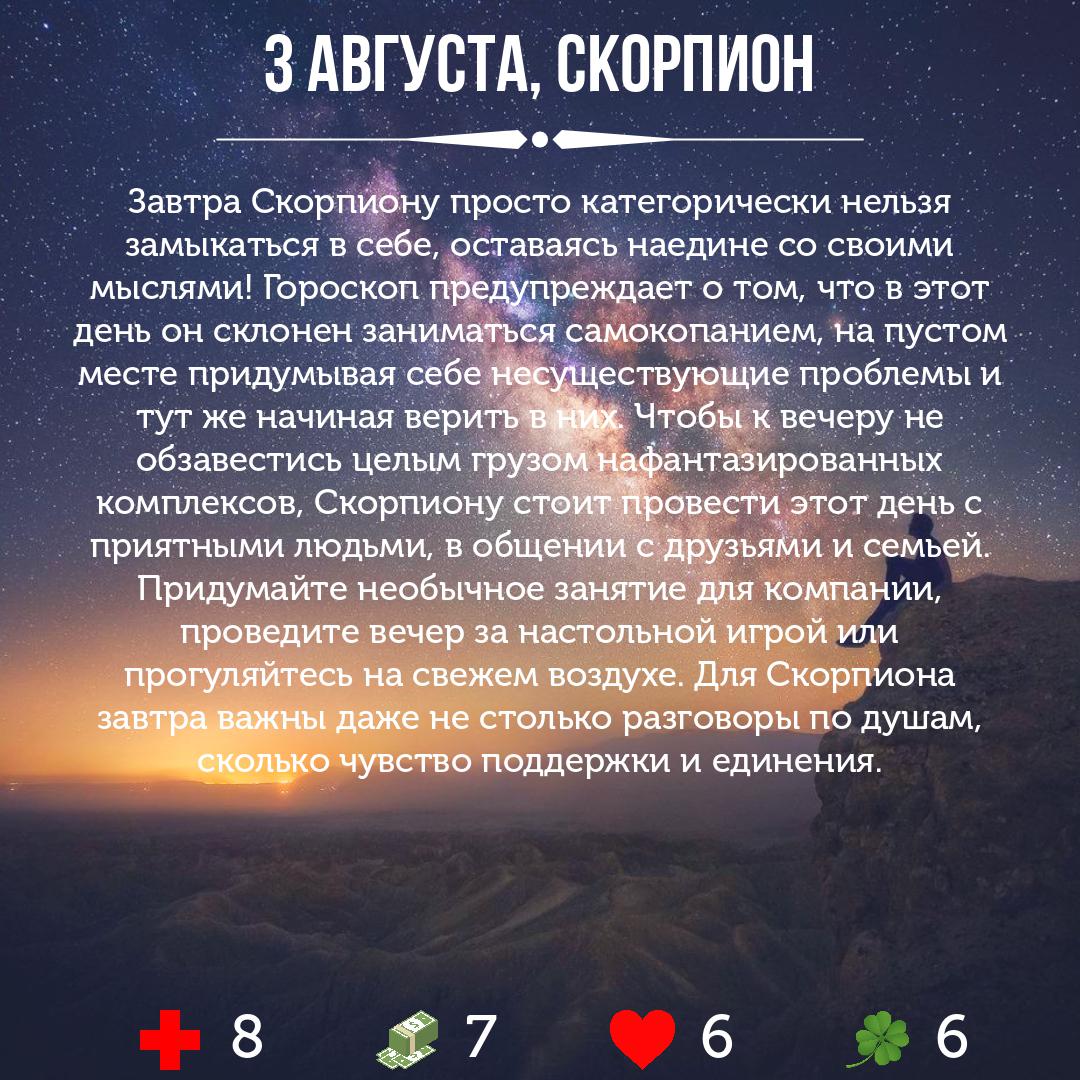 3 АВГУСТА, СКОРПИОН
Завтра Скорпиону просто категорически нельзя
замыкаться в себе, оставаясь наедине со своими
мыслями! Гороскоп предупреждает о том, что в этот
день он склонен заниматься самокопанием, на пустом
месте придумывая себе несуществующие проблемы и
тут же начиная верить в них. Чтобы к вечеру не
обзавестись целым грузом нафантазированных
комплексов, Скорпиону стоит провести этот день с
приятными людьми, в общении с друзьями и семьей.
Придумайте необычное занятие для компании,
проведите вечер за настольной игрой или
прогуляйтесь на свежем воздухе. Для Скорпиона
завтра важны даже не столько разговоры по душам,
сколько чувство поддержки и единения.
8 7 6 6